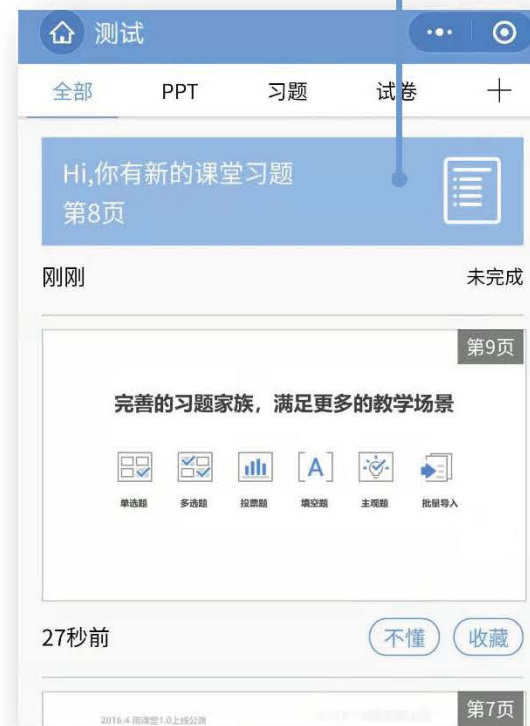 测试
全部 PPT 习题 试卷
Hi,你有新的课堂习题
第8页
刚刚 未完成
第9页
完善的习题家族，满足更多的教学场景
A
单选题 多选题 投票题 填空题 主观题 批量导入
27秒前 不懂 收藏
第7页
2016.4 雨课堂1.0上线公测